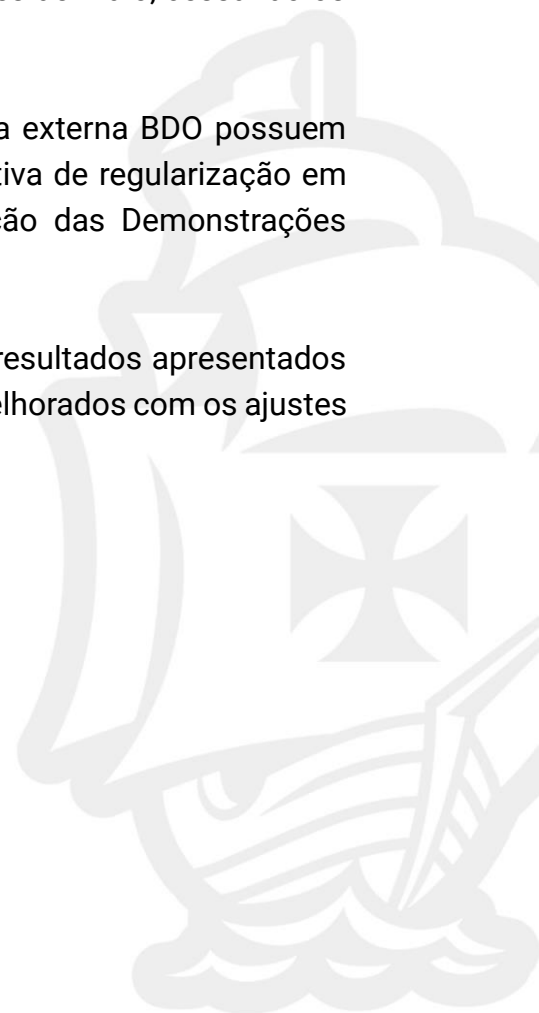 a externa BDO possuem
tiva de regularização em
ção das Demonstrações
resultados apresentados
elhorados com os ajustes